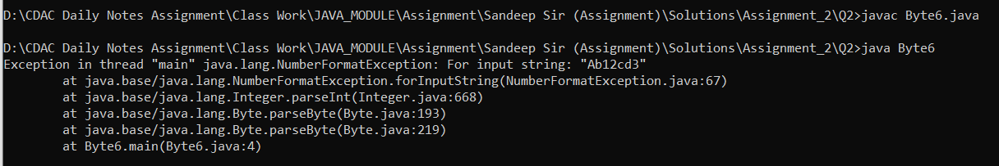 D:\CDAC Daily Notes Assignment\Class Work\JAVA_MODULE\Assignment\Sandeep Sir (Assignment)\Solutions\Assignment_2\Q2>javac Byte6.java
D:\CDAC Daily Notes Assignment\Class Work\JAVA_MODULE\Assignment\Sandeep Sir (Assignment)\Solutions\Assignment_2\Q2>java Byte6
Exception in thread "main" java.lang.NumberFormatException: For input string: "Ab12cd3"
at java.base/java.lang.NumberFormatException.forInputString(NumberFormatException.java:67)
at java.base/java.lang.Integer.parseInt(Integer.java:668)
at java.base/java.lang.Byte.parseByte(Byte.java:193)
at java.base/java.lang.Byte.parseByte(Byte.java:219)
at Byte6.main(Byte6.java:4)